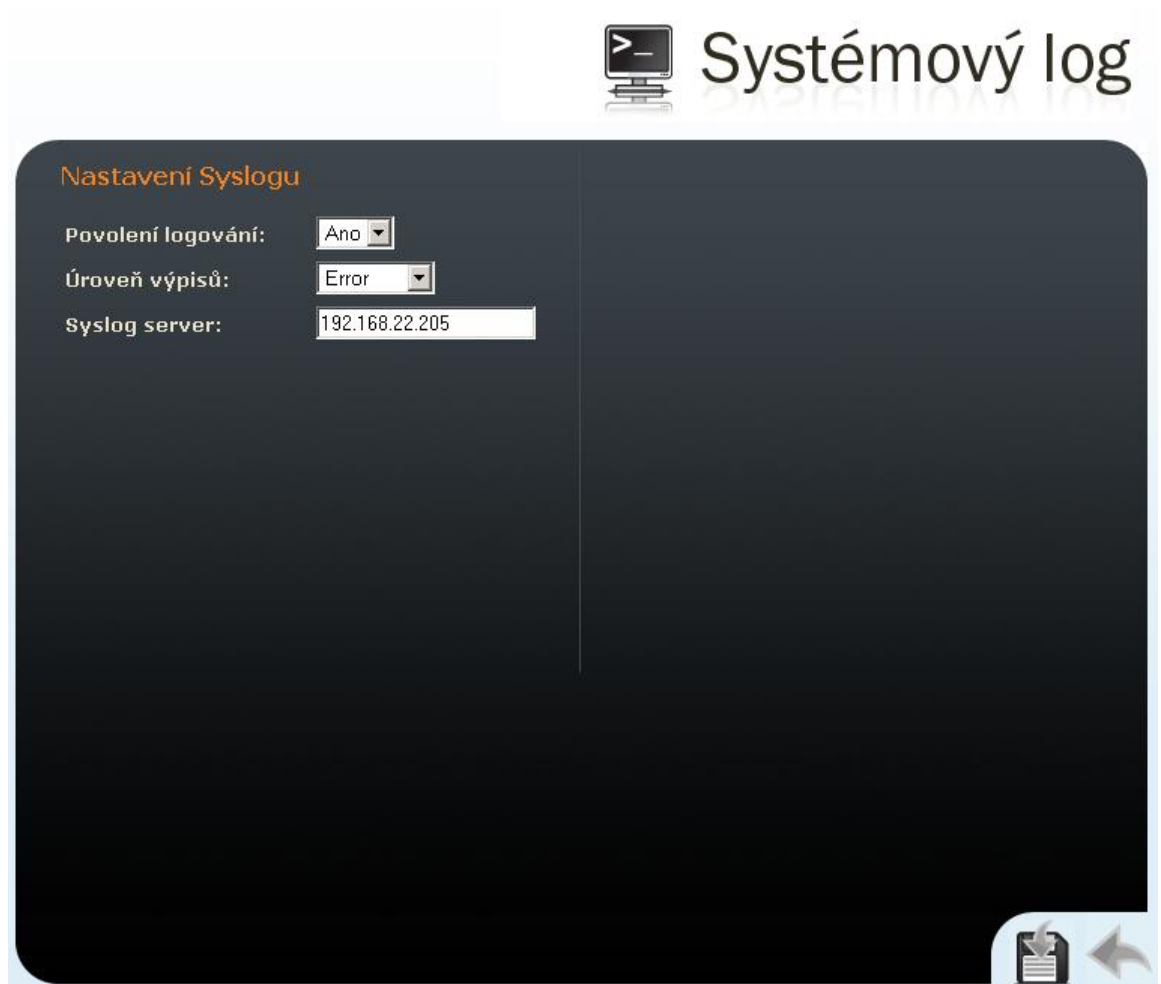 Systémový log
Nastavení Syslogu
Povolení logování: Ano
Úroveň výpisů: Error
Syslog server: 192.168.22.205